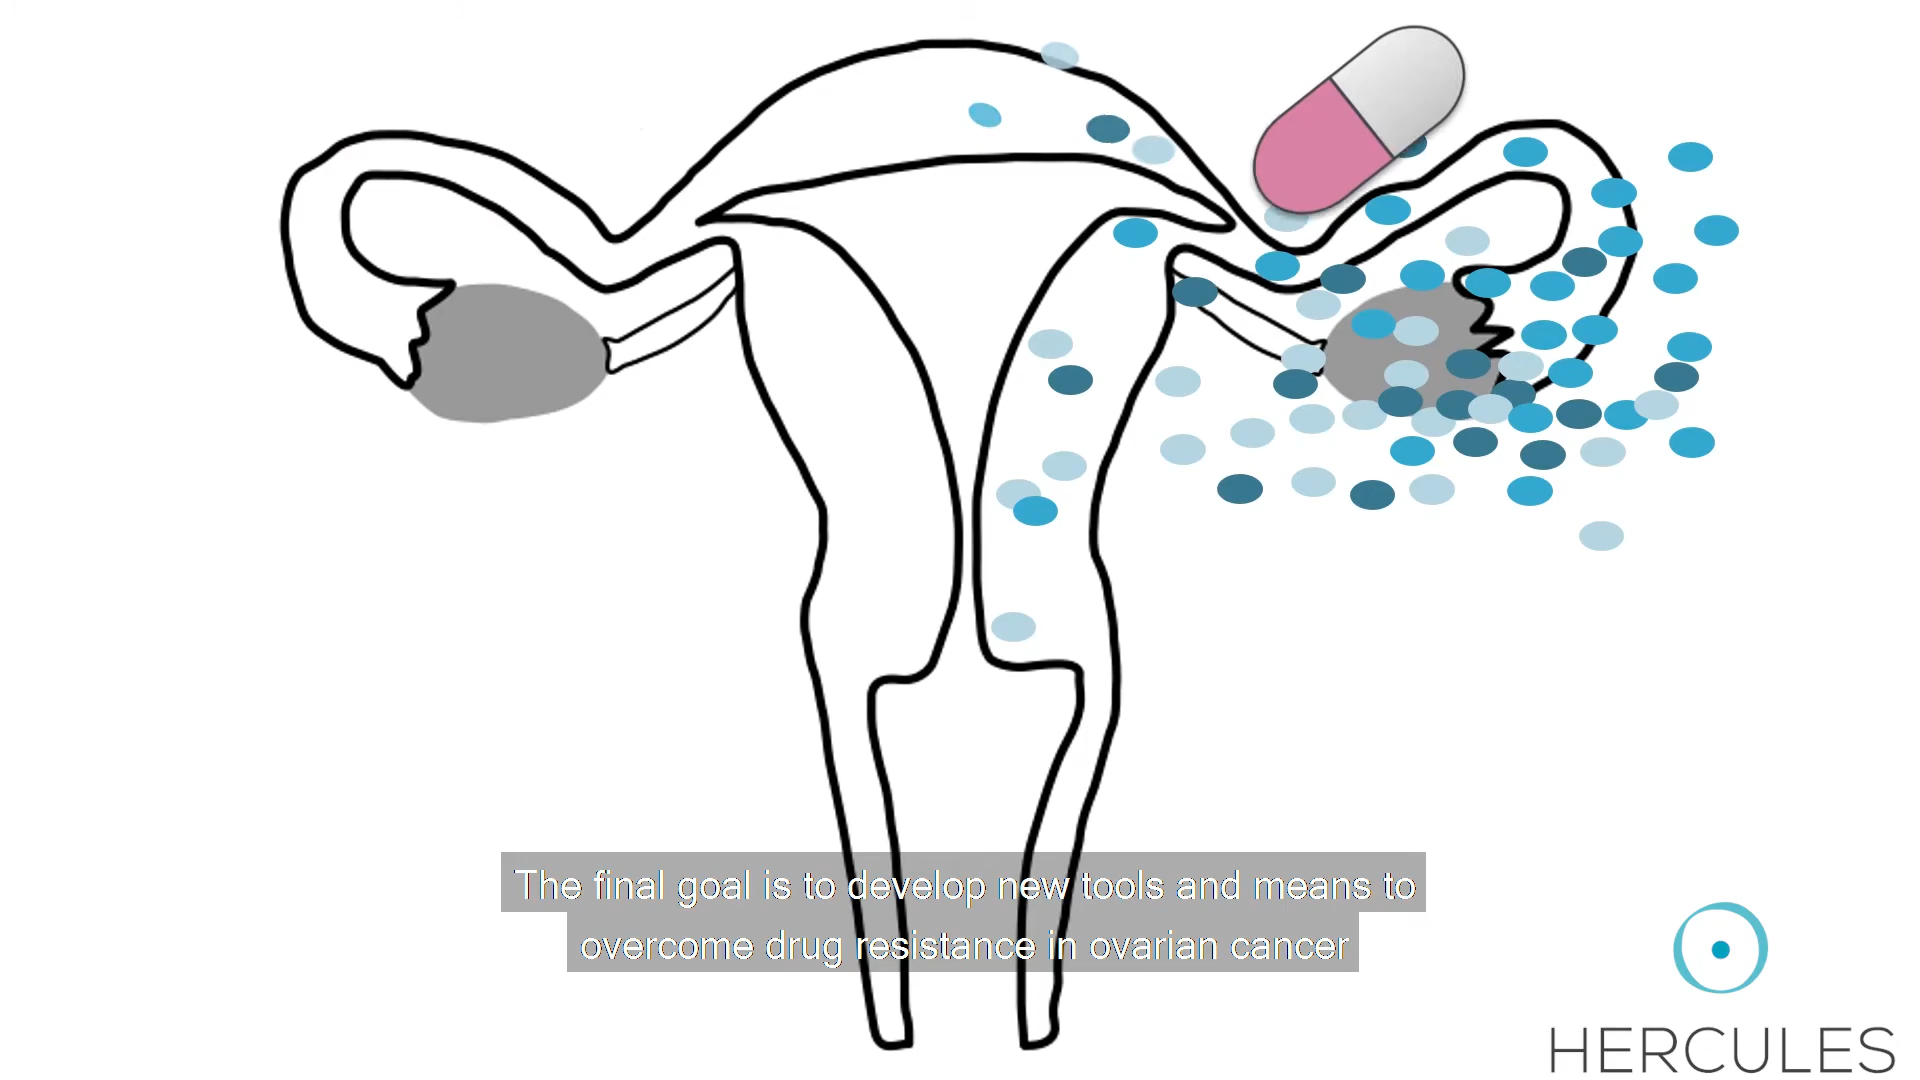 The final goal is to develop new tools and means to
overcome drug resistance in ovarian cancer
HERCULES